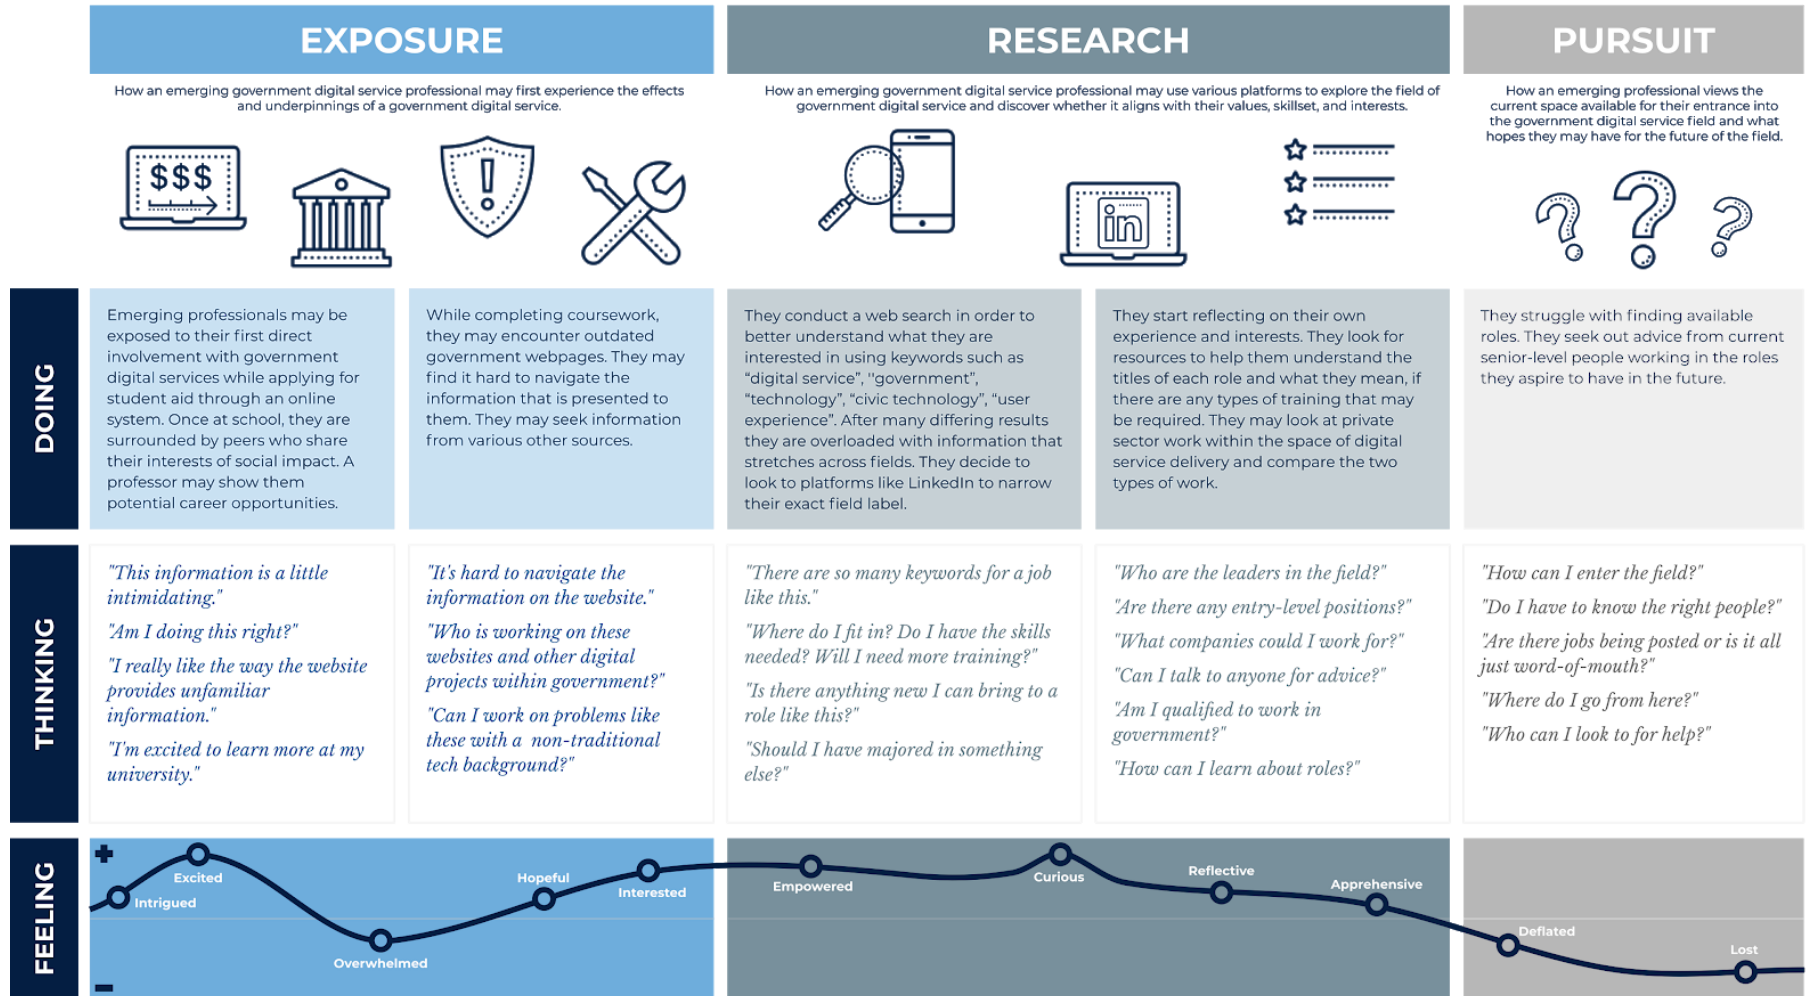 EXPOSURE
RESEARCH
PURSUIT
How an emerging government digital service professional may first experience the effects
and underpinnings of a government digital service.
How an emerging government digital service professional may use various platforms to explore the field of
government digital service and discover whether it aligns with their values, skillset, and interests.
How an emerging professional views the
current space available for their entrance into
the government digital service field and what
hopes they may have for the future of the field.
$$$
!
in
? ? ?
DOING
Emerging professionals may be
exposed to their first direct
involvement with government
digital services while applying for
student aid through an online
system. Once at school, they are
surrounded by peers who share
their interests of social impact. A
professor may show them
potential career opportunities.
While completing coursework,
they may encounter outdated
government webpages. They may
find it hard to navigate the
information that is presented to
them. They may seek information
from various other sources.
They conduct a web search in order to
better understand what they are
interested in using keywords such as
“digital service”, "government”,
“technology”, “civic technology”, “user
experience”. After many differing results
they are overloaded with information that
stretches across fields. They decide to
look to platforms like LinkedIn to narrow
their exact field label.
They start reflecting on their own
experience and interests. They look for
resources to help them understand the
titles of each role and what they mean, if
there are any types of training that may
be required. They may look at private
sector work within the space of digital
service delivery and compare the two
types of work.
They struggle with finding available
roles. They seek out advice from current
senior-level people working in the roles
they aspire to have in the future.
THINKING
"This information is a little
intimidating."
"Am I doing this right?"
"I really like the way the website
provides unfamiliar
information."
"I'm excited to learn more at my
university."
"It's hard to navigate the
information on the website."
"Who is working on these
websites and other digital
projects within government?"
"Can I work on problems like
these with a non-traditional
tech background?"
"There are so many keywords for a job
like this."
"Where do I fit in? Do I have the skills
needed? Will I need more training?"
"Is there anything new I can bring to a
role like this?"
"Should I have majored in something
else?"
"Who are the leaders in the field?"
"Are there any entry-level positions?"
"What companies could I work for?"
"Can I talk to anyone for advice?"
"Am I qualified to work in
government?"
"How can I learn about roles?"
"How can I enter the field?"
"Do I have to know the right people?"
"Are there jobs being posted or is it all
just word-of-mouth?"
"Where do I go from here?"
"Who can I look to for help?"
FEELING
+
-
Intrigued
Excited
Overwhelmed
Hopeful
Interested
Empowered
Curious
Reflective
Apprehensive
Deflated
Lost